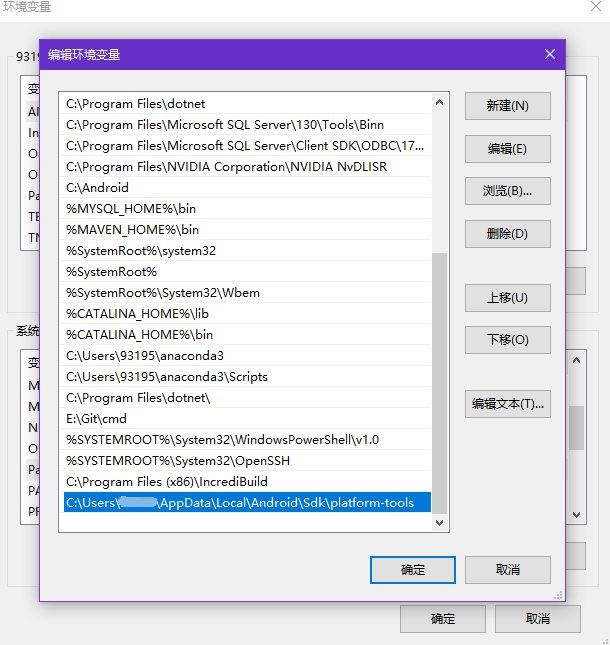 环境变量
编辑环境变量
9319
变
Al
In
O
O
Pa
TE
TM
C:\Program Files\dotnet
C:\Program Files\Microsoft SQL Server\130\Tools\Binn
C:\Program Files\Microsoft SQL Server\Client SDK\ODBC\17...
C:\Program Files\NVIDIA Corporation\NVIDIA NvDLISR
C:\Android
%MYSQL_HOME%\bin
%MAVEN_HOME%\bin
%SystemRoot%\system32
%SystemRoot%
%SystemRoot%\System32\Wbem
%CATALINA_HOME%\lib
%CATALINA_HOME%\bin
C:\Users\93195\anaconda3
C:\Users\93195\anaconda3\Scripts
C:\Program Files\dotnet\
E:\Git\cmd
%SYSTEMROOT%\System32\WindowsPowerShell\v1.0
%SYSTEMROOT%\System32\OpenSSH
C:\Program Files (x86)\IncrediBuild
C:\Users\ \AppData\Local\Android\Sdk\platform-tools
新建(N)
编辑(E)
浏览(B)...
删除(D)
上移(U)
下移(O)
编辑文本(T)...
系统
变
M
M
N
O
Pa
PA
PF
确定
取消
确定
取消